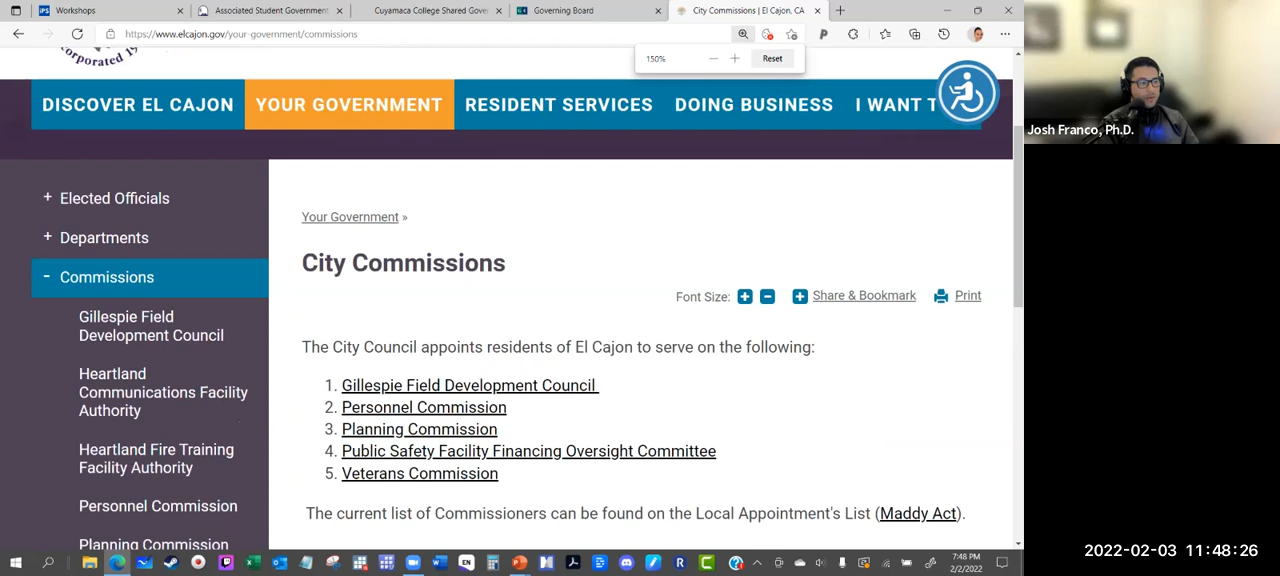 Workshops
Associated Student Government
Cuyamaca College Shared Gover
Governing Board
City Commissions | El Cajon, CA
https://www.elcajon.gov/your-government/commissions
150%
Reset
DISCOVER EL CAJON
YOUR GOVERNMENT
RESIDENT SERVICES
DOING BUSINESS
I WANT T
Josh Franco, Ph.D.
+ Elected Officials
+ Departments
- Commissions
Gillespie Field
Development Council
Heartland
Communications Facility
Authority
Heartland Fire Training
Facility Authority
Personnel Commission
Planning Commission
Your Government »
City Commissions
Font Size:
Share & Bookmark
Print
The City Council appoints residents of El Cajon to serve on the following:
1. Gillespie Field Development Council
2. Personnel Commission
3. Planning Commission
4. Public Safety Facility Financing Oversight Committee
5. Veterans Commission
The current list of Commissioners can be found on the Local Appointment's List (Maddy Act).
7:48 PM
2/2/2022
2022-02-03 11:48:26